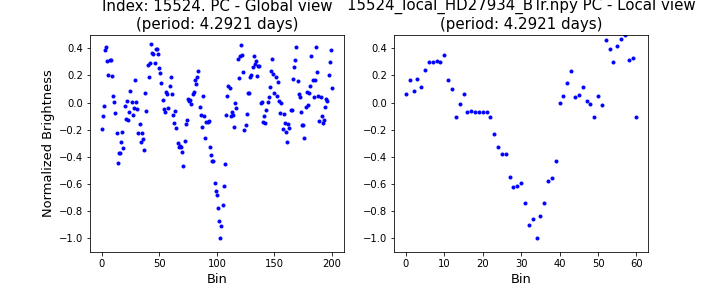 Index: 15524. PC - Global view
(period: 4.2921 days)
15524_local_HD27934_BTr.npy PC - Local view
(period: 4.2921 days)
Normalized Brightness
0.4
0.2
0.0
−0.2
−0.4
−0.6
−0.8
−1.0
0 50 100 150 200
Bin
0.4
0.2
0.0
−0.2
−0.4
−0.6
−0.8
−1.0
0 10 20 30 40 50 60
Bin